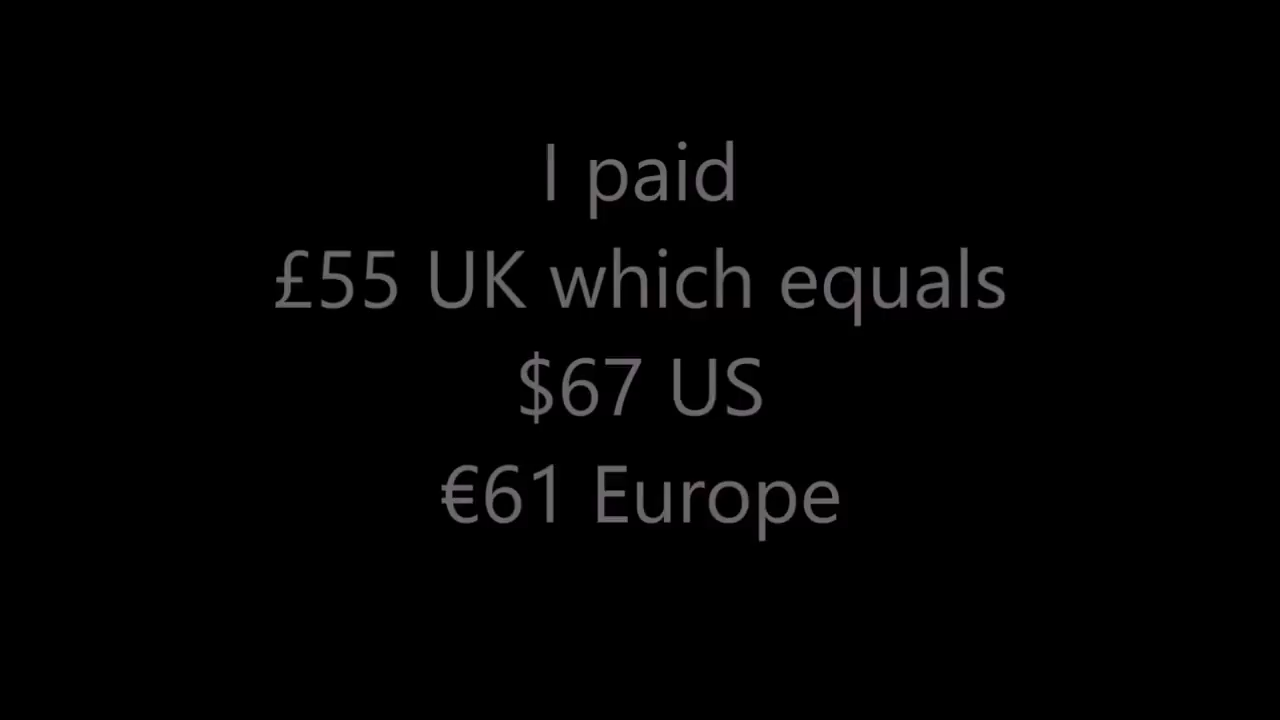 I paid
£55 UK which equals
$67 US
€61 Europe